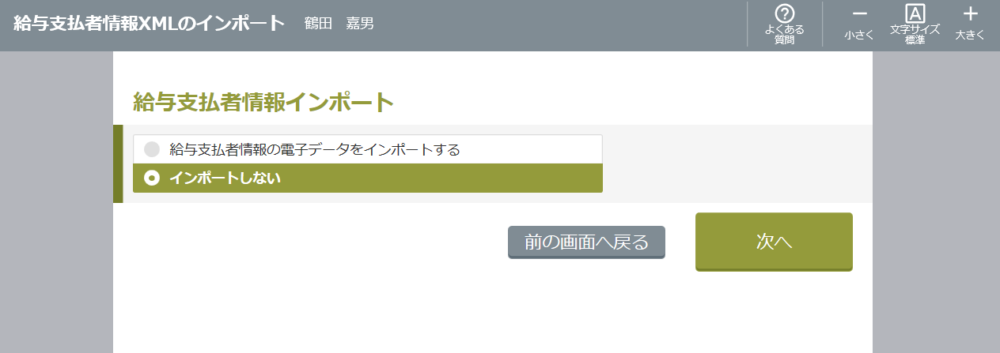 給与支払者情報XMLのインポート 鶴田 嘉男
よくある
質問
小さく
A
文字サイズ
標準
大きく
給与支払者情報インポート
給与支払者情報の電子データをインポートする
インポートしない
前の画面へ戻る
次へ